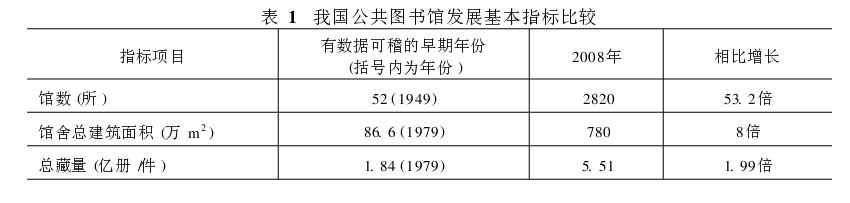 表 1 我国公共图书馆发展基本指标比较
指标项目 有数据可稽的早期年份 (括号内为年份) 2008年 相比增长
馆数(所) 52(1949) 2820 53.2倍
馆舍总建筑面积(万 m²) 86.6(1979) 780 8倍
总藏量(亿册/件) 1.84(1979) 5.51 1.99倍